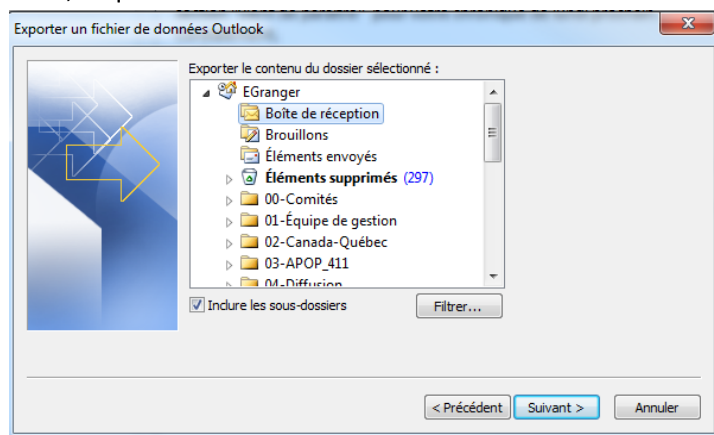 Exporter un fichier de données Outlook
Exporter le contenu du dossier sélectionné :
EGranger
Boîte de réception
Brouillons
Éléments envoyés
Éléments supprimés (297)
00-Comités
01-Équipe de gestion
02-Canada-Québec
03-APOP_411
04-Diffusion
Inclure les sous-dossiers
Filtrer...
< Précédent
Suivant >
Annuler